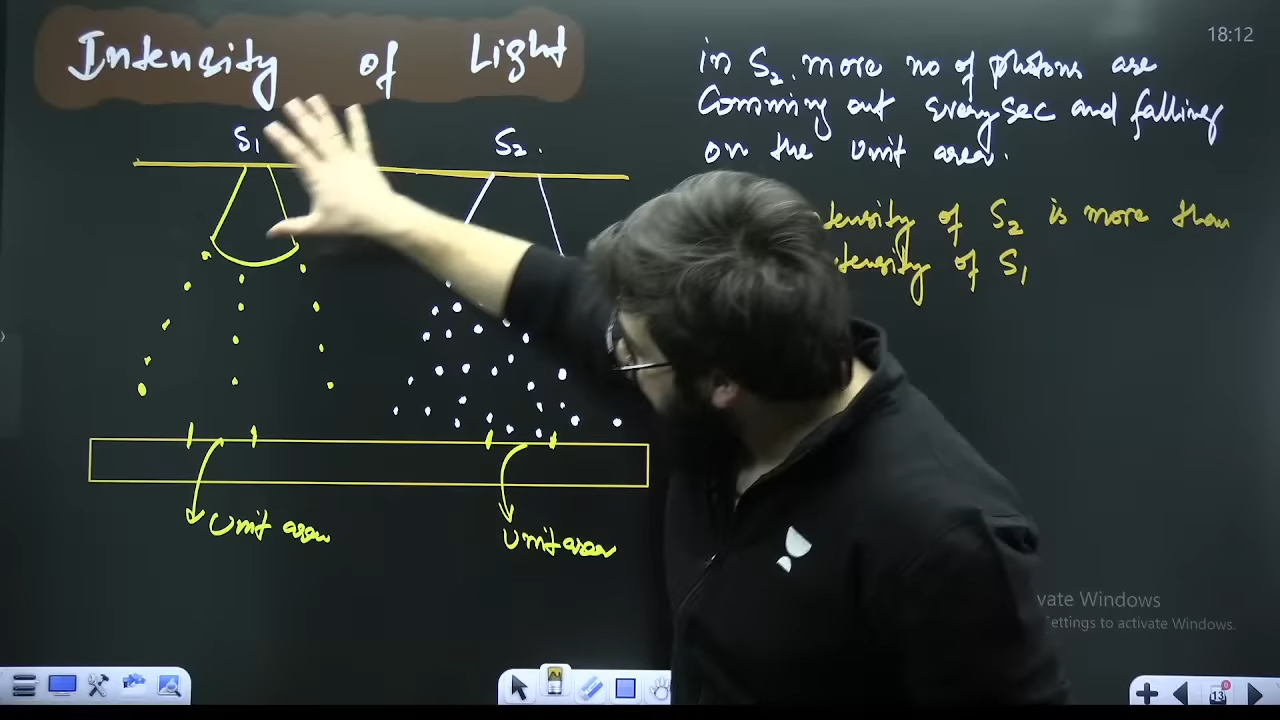 Intensity of Light
18:12
in S2. more no of photons are
Comming out every sec and falling
on the unit area.
S1
S2.
tensity of S2 is more than
tensity of S1
Unit area
Unit area
vate Windows
ettings to activate Windows.
13